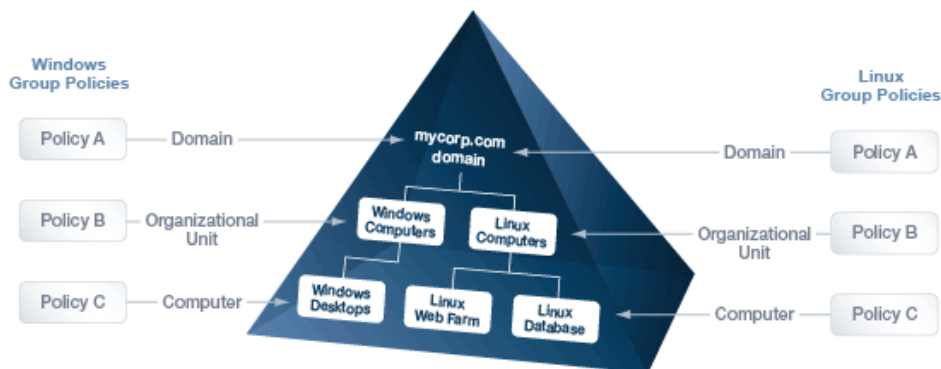 Windows
Group Policies
Linux
Group Policies
Policy A
Domain
mycorp.com
domain
Domain
Policy A
Policy B
Organizational
Unit
Windows
Computers
Linux
Computers
Organizational
Unit
Policy B
Policy C
Computer
Windows
Desktops
Linux
Web Farm
Linux
Database
Computer
Policy C